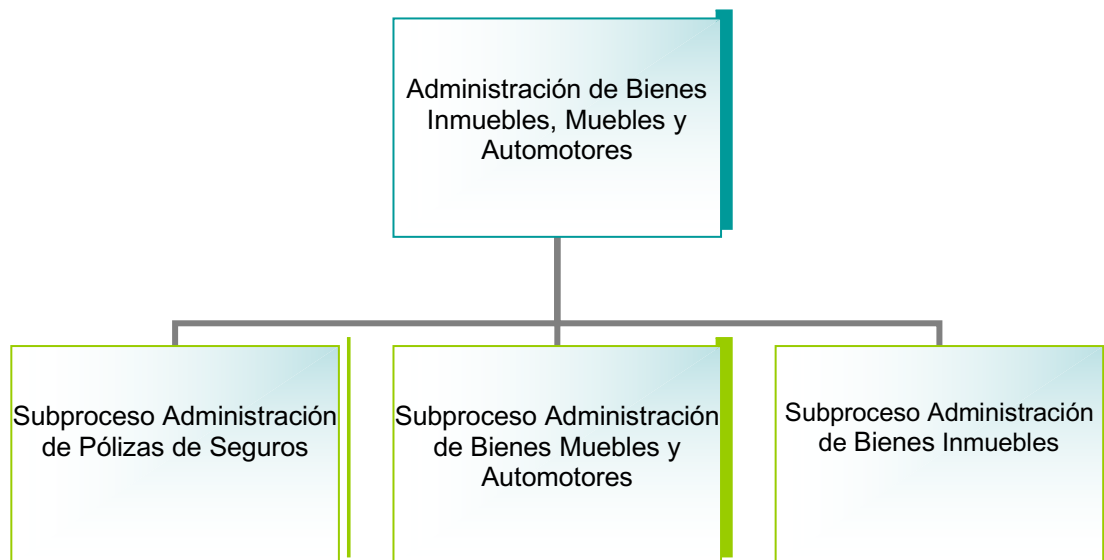 Administración de Bienes
Inmuebles, Muebles y
Automotores
Subproceso Administración
de Pólizas de Seguros
Subproceso Administración
de Bienes Muebles y
Automotores
Subproceso Administración
de Bienes Inmuebles